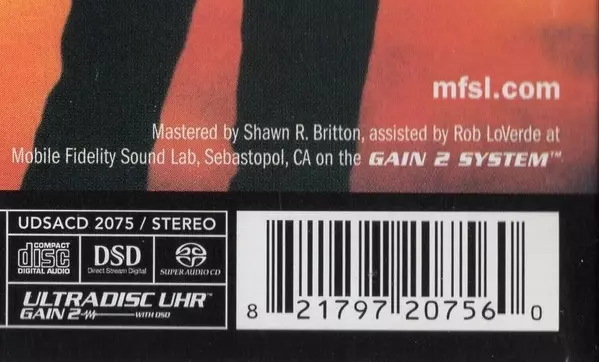 mfsl.com
Mastered by Shawn R. Britton, assisted by Rob LoVerde at
Mobile Fidelity Sound Lab, Sebastopol, CA on the GAIN 2 SYSTEM™
UDSACD 2075 / STEREO
COMPACT
disc
DIGITAL AUDIO
DSD
Direct Stream Digital
SUPER AUDIO CD
ULTRADISC UHR™
GAIN 2 WITH DSD
8 21797 20756 0